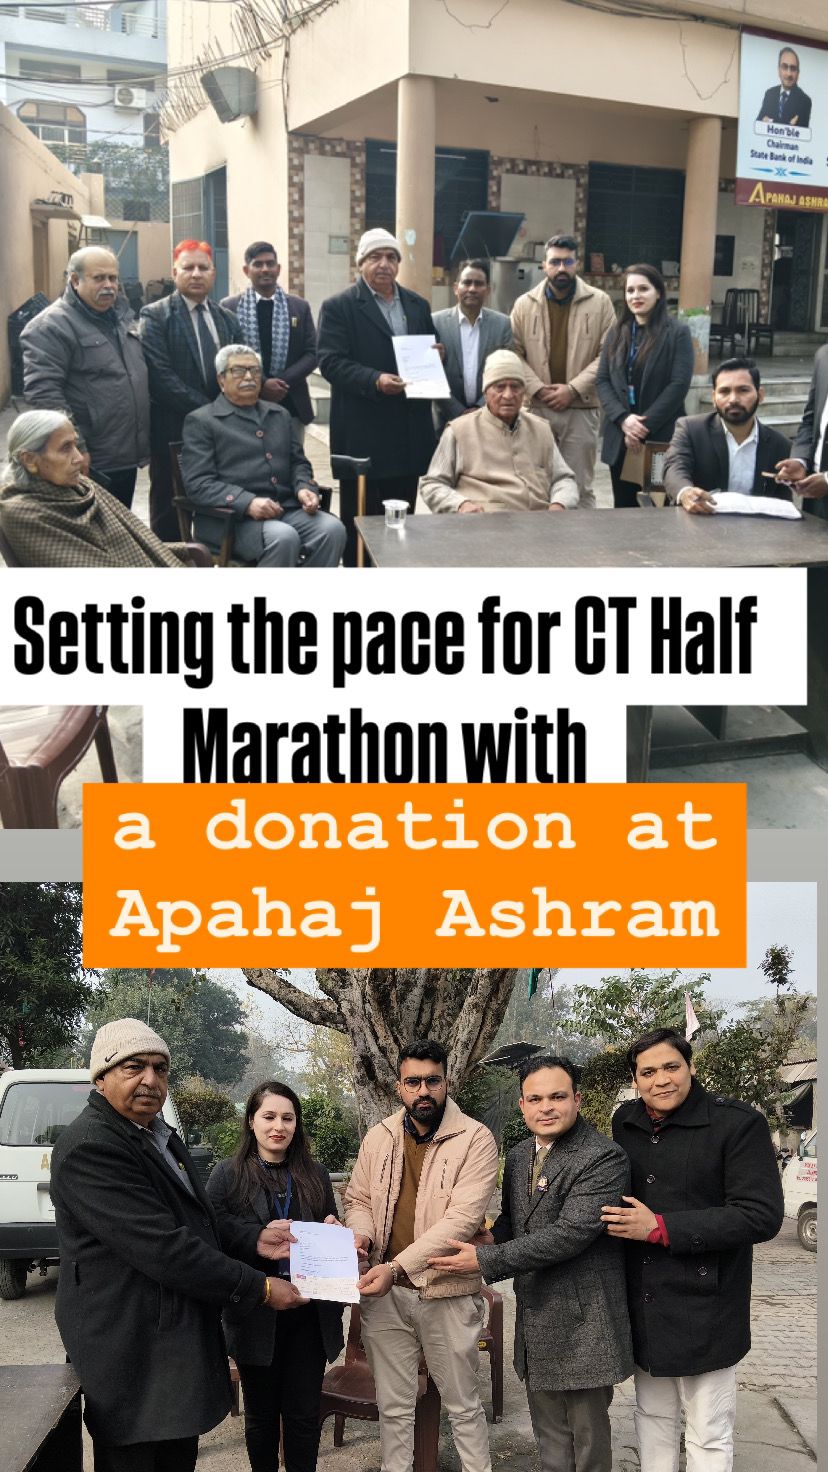 Hon'ble
Chairman
State Bank of India
APAHAJ ASHRA
Setting the pace for CT Half
Marathon with
a donation at
Apahaj Ashram